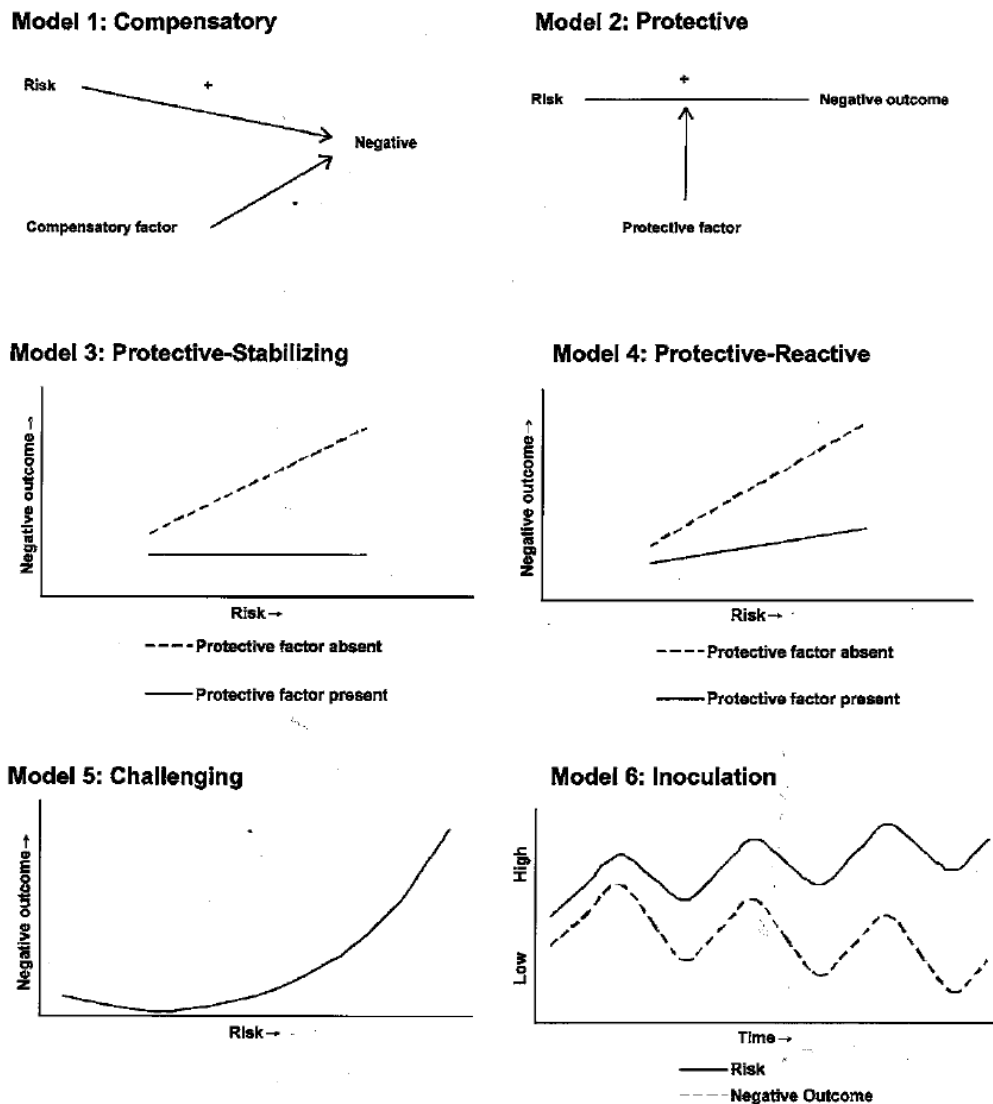 Model 1: Compensatory
Risk
+
Negative
Compensatory factor
Model 2: Protective
+
Risk
Negative outcome
Protective factor
Model 3: Protective-Stabilizing
Negative outcome→
Risk→
Protective factor absent
Protective factor present
Model 4: Protective-Reactive
Negative outcome→
Risk→
Protective factor absent
Protective factor present
Model 5: Challenging
Negative outcome→
Risk→
Model 6: Inoculation
High
Low
Time→
Risk
Negative Outcome